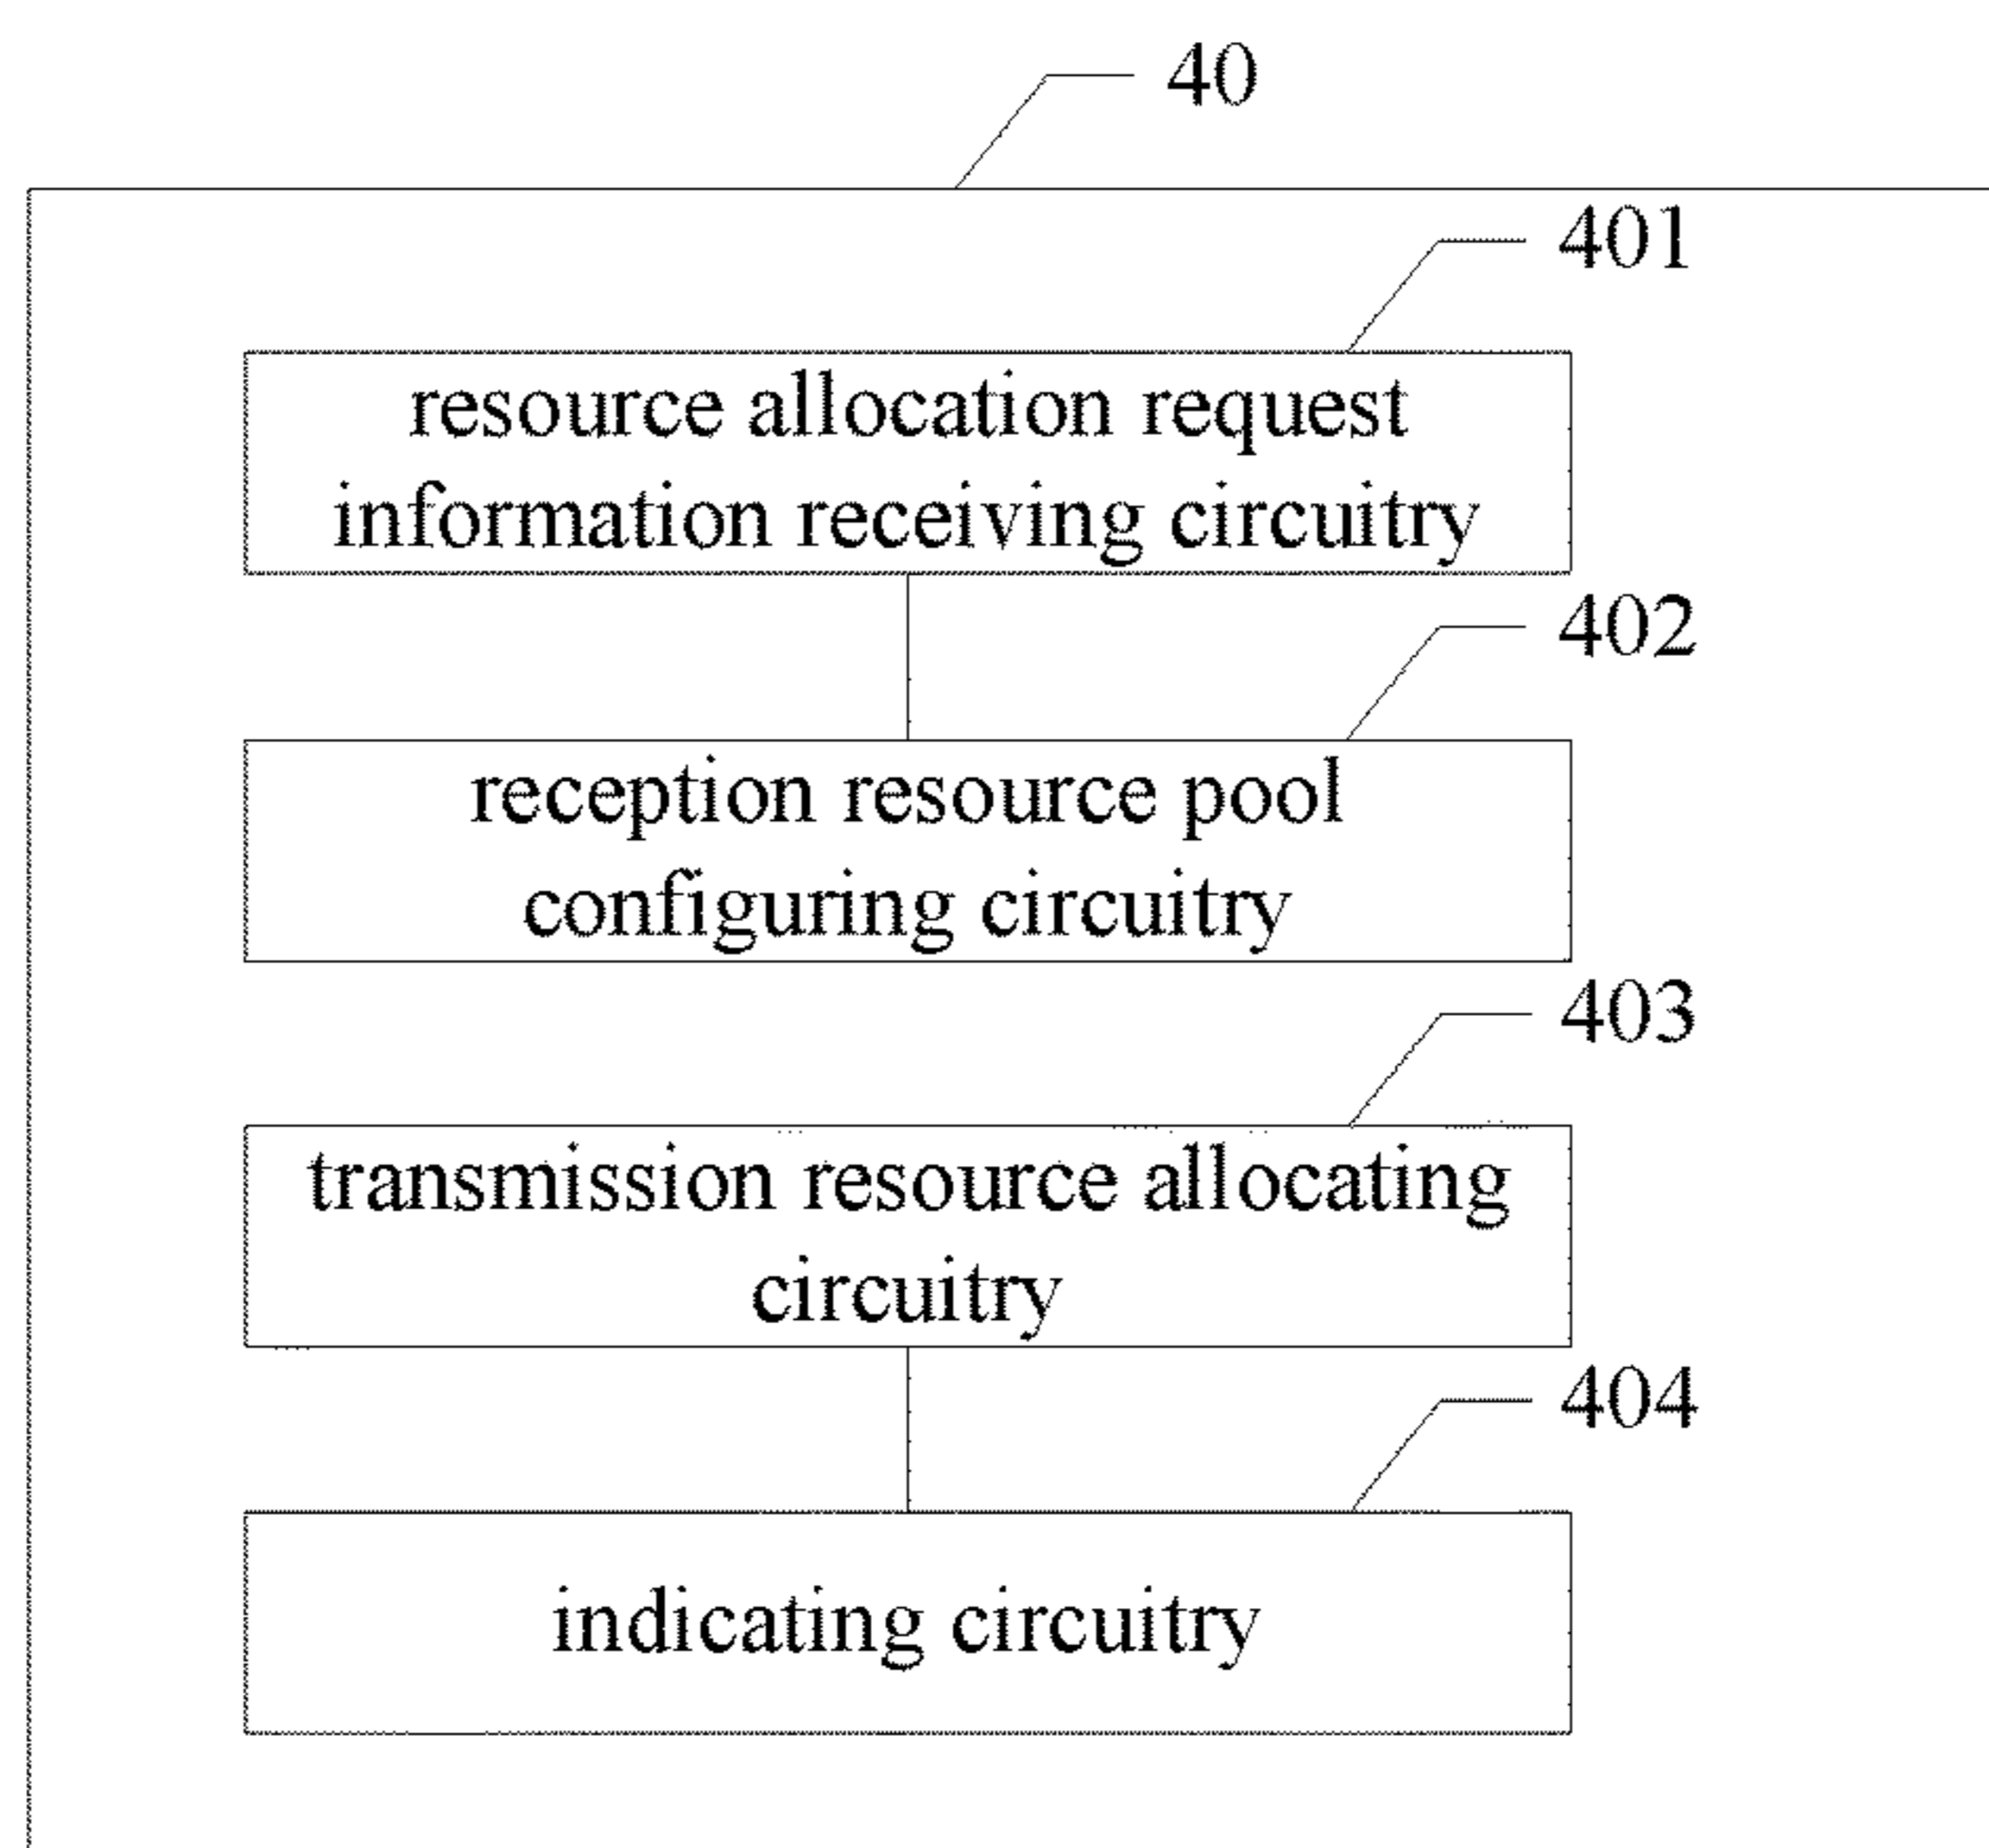 40
401
resource allocation request
information receiving circuitry
402
reception resource pool
configuring circuitry
403
transmission resource allocating
circuitry
404
indicating circuitry